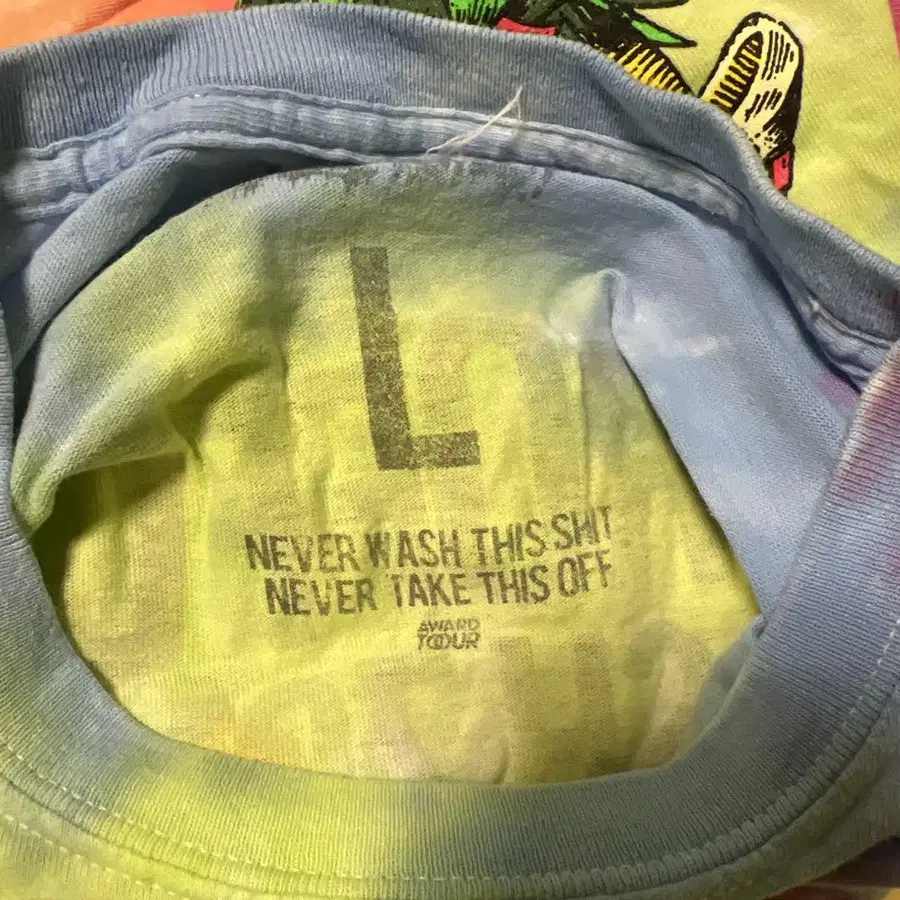 L
NEVER WASH THIS SHIT
NEVER TAKE THIS OFF
AWARD
TOUR